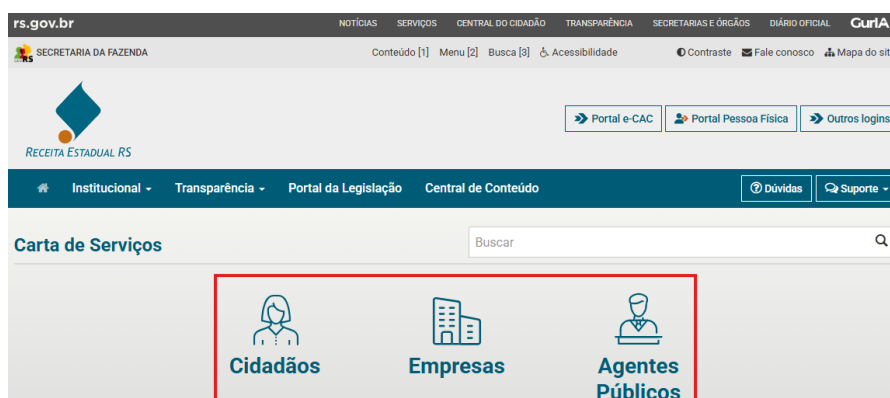 rs.gov.br NOTÍCIAS SERVIÇOS CENTRAL DO CIDADÃO TRANSPARÊNCIA SECRETARIAS E ÓRGÃOS DIÁRIO OFICIAL GurIA
RS SECRETARIA DA FAZENDA Conteúdo [1] Menu [2] Busca [3] Acessibilidade Contraste Fale conosco Mapa do sit
Portal e-CAC Portal Pessoa Física Outros logins
RECEITA ESTADUAL RS
Institucional Transparência Portal da Legislação Central de Conteúdo Dúvidas Suporte
Carta de Serviços Buscar
Cidadãos Empresas Agentes
Públicos